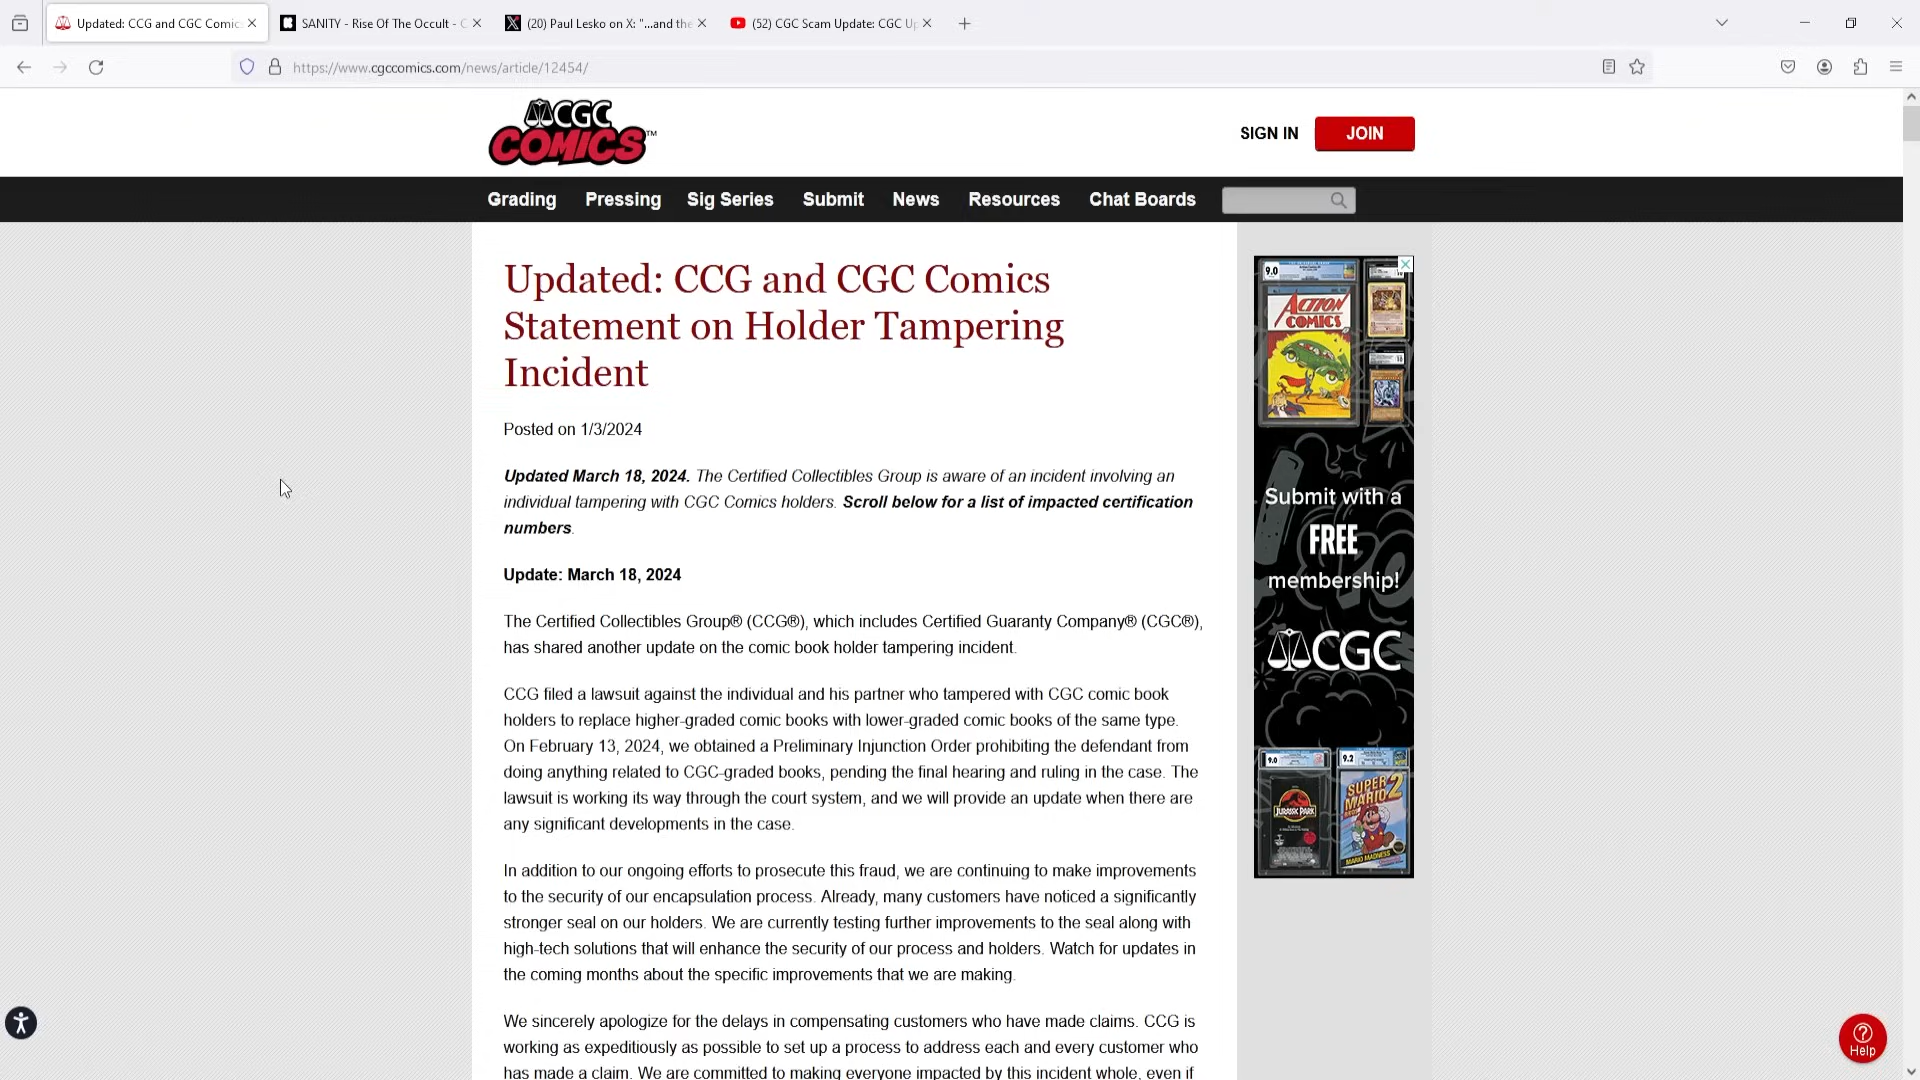 Updated: CCG and CGC Comic
SANITY - Rise Of The Occult - C
(20) Paul Lesko on X: "...and the
(52) CGC Scam Update: CGC Up
https://www.cgccomics.com/news/article/12454/
CGC
COMICS™
SIGN IN
JOIN
Grading
Pressing
Sig Series
Submit
News
Resources
Chat Boards
Updated: CCG and CGC Comics
Statement on Holder Tampering
Incident
Posted on 1/3/2024
Updated March 18, 2024. The Certified Collectibles Group is aware of an incident involving an
individual tampering with CGC Comics holders. Scroll below for a list of impacted certification
numbers.
Update: March 18, 2024
The Certified Collectibles Group® (CCG®), which includes Certified Guaranty Company® (CGC®),
has shared another update on the comic book holder tampering incident.
CCG filed a lawsuit against the individual and his partner who tampered with CGC comic book
holders to replace higher-graded comic books with lower-graded comic books of the same type.
On February 13, 2024, we obtained a Preliminary Injunction Order prohibiting the defendant from
doing anything related to CGC-graded books, pending the final hearing and ruling in the case. The
lawsuit is working its way through the court system, and we will provide an update when there are
any significant developments in the case.
In addition to our ongoing efforts to prosecute this fraud, we are continuing to make improvements
to the security of our encapsulation process. Already, many customers have noticed a significantly
stronger seal on our holders. We are currently testing further improvements to the seal along with
high-tech solutions that will enhance the security of our process and holders. Watch for updates in
the coming months about the specific improvements that we are making.
We sincerely apologize for the delays in compensating customers who have made claims. CCG is
working as expeditiously as possible to set up a process to address each and every customer who
has made a claim. We are committed to making everyone impacted by this incident whole, even if
9.0
ACTION
COMICS
Submit with a
FREE
membership!
CGC
9.0
JURASSIC PARK
9.2
SUPER
MARIO BROS. 2
MARIO MADNESS
Help